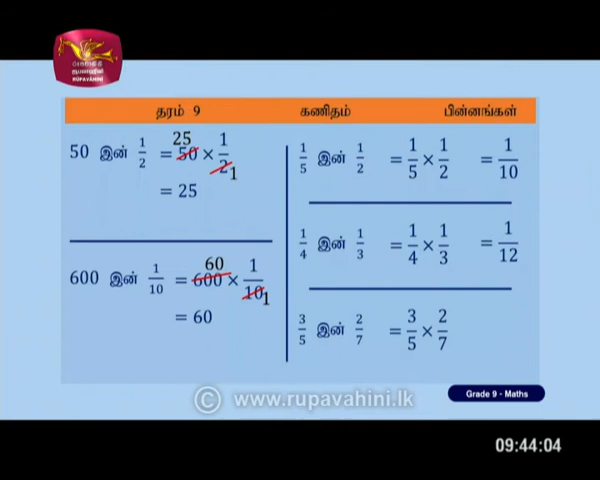 RUPAVAHINI
தரம் 9 கணிதம் பின்னங்கள்
50 இன் 1/2 = 50 × 1/2 25 1
= 25
600 இன் 1/10 = 600 × 1/10 60 1
= 60
1/5 இன் 1/2 = 1/5 × 1/2 = 1/10
1/4 இன் 1/3 = 1/4 × 1/3 = 1/12
3/5 இன் 2/7 = 3/5 × 2/7
© www.rupavahini.lk
Grade 9 - Maths
09:44:04